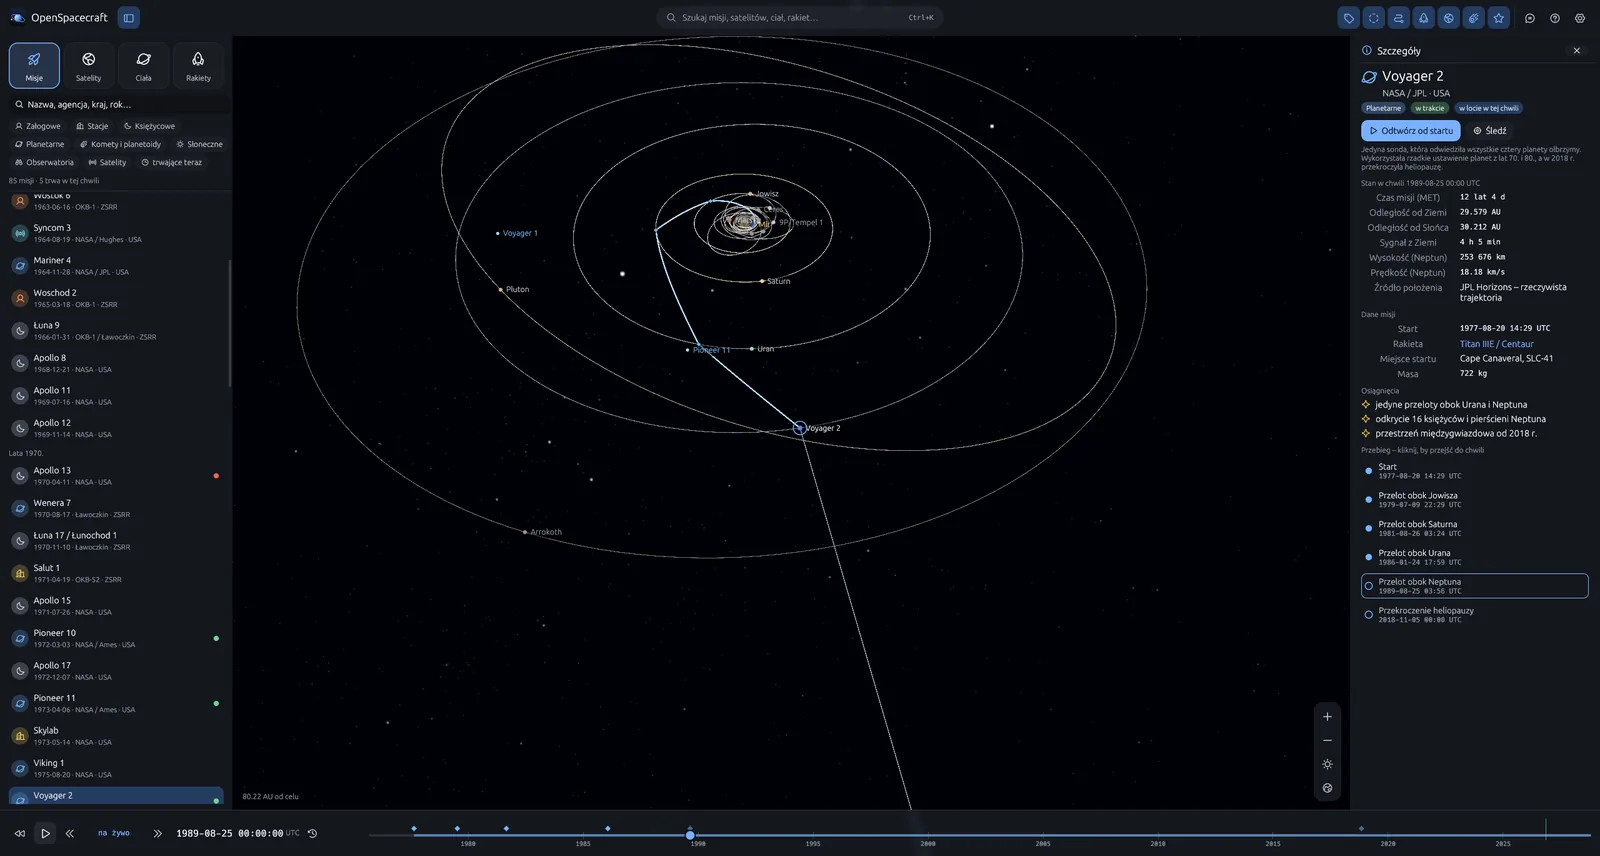 OpenSpacecraft
Szukaj misji, satelitów, ciał, rakiet…
Ctrl+K
Misje
Satelity
Ciała
Rakiety
Nazwa, agencja, kraj, rok…
Załogowe
Stacje
Księżycowe
Planetarne
Komety i planetoidy
Słoneczne
Obserwatoria
Satelity
trwające teraz
85 misji · 5 trwa w tej chwili
Wostok 6
1963-06-16 · OKB-1 · ZSRR
Syncom 3
1964-08-19 · NASA / Hughes · USA
Mariner 4
1964-11-28 · NASA / JPL · USA
Woschod 2
1965-03-18 · OKB-1 · ZSRR
Łuna 9
1966-01-31 · OKB-1 / Ławoczkin · ZSRR
Apollo 8
1968-12-21 · NASA · USA
Apollo 11
1969-07-16 · NASA · USA
Apollo 12
1969-11-14 · NASA · USA
Lata 1970.
Apollo 13
1970-04-11 · NASA · USA
Wenera 7
1970-08-17 · Ławoczkin · ZSRR
Łuna 17 / Łunochod 1
1970-11-10 · Ławoczkin · ZSRR
Salut 1
1971-04-19 · OKB-52 · ZSRR
Apollo 15
1971-07-26 · NASA · USA
Pioneer 10
1972-03-03 · NASA / Ames · USA
Apollo 17
1972-12-07 · NASA · USA
Pioneer 11
1973-04-06 · NASA / Ames · USA
Skylab
1973-05-14 · NASA · USA
Viking 1
1975-08-20 · NASA · USA
Voyager 2
Jowisz
Ceres
Mars
9P/Tempel 1
Voyager 1
Pluton
Saturn
Pioneer 11
Uran
Voyager 2
Arrokoth
80.22 AU od celu
Szczegóły
Voyager 2
NASA / JPL · USA
Planetarne
w trakcie
w locie w tej chwili
Odtwórz od startu
Śledź
Jedyna sonda, która odwiedziła wszystkie cztery planety olbrzymy.
Wykorzystała rzadkie ustawienie planet z lat 70. i 80., a w 2018 r.
przekroczyła heliopauzę.
Stan w chwili 1989-08-25 00:00 UTC
Czas misji (MET) 12 lat 4 d
Odległość od Ziemi 29.579 AU
Odległość od Słońca 30.212 AU
Sygnał z Ziemi 4 h 5 min
Wysokość (Neptun) 253 676 km
Prędkość (Neptun) 18.18 km/s
Źródło położenia JPL Horizons – rzeczywista
trajektoria
Dane misji
Start 1977-08-20 14:29 UTC
Rakieta Titan IIIE / Centaur
Miejsce startu Cape Canaveral, SLC-41
Masa 722 kg
Osiągnięcia
jedyne przeloty obok Urana i Neptuna
odkrycie 16 księżyców i pierścieni Neptuna
przestrzeń międzygwiazdowa od 2018 r.
Przebieg – kliknij, by przejść do chwili
Start
1977-08-20 14:29 UTC
Przelot obok Jowisza
1979-07-09 22:29 UTC
Przelot obok Saturna
1981-08-26 03:24 UTC
Przelot obok Urana
1986-01-24 17:59 UTC
Przelot obok Neptuna
1989-08-25 03:56 UTC
Przekroczenie heliopauzy
2018-11-05 00:00 UTC
na żywo
1989-08-25 00:00:00 UTC
1980
1985
1990
1995
2000
2005
2010
2015
2020
2025